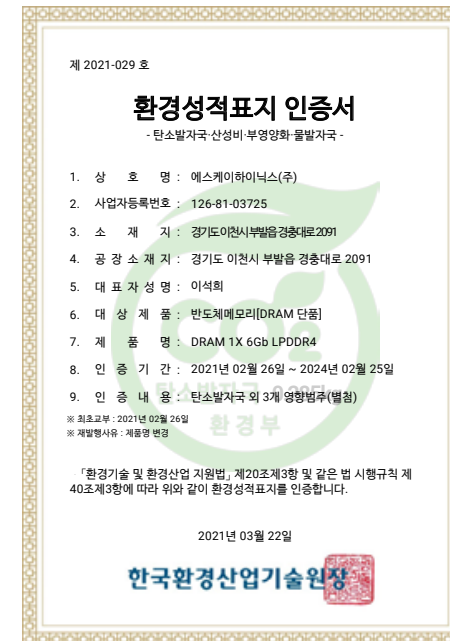 제 2021-029 호
환경성적표지 인증서
- 탄소발자국·산성비·부영양화·물발자국 -
1. 상 호 명 : 에스케이하이닉스(주)
2. 사업자등록번호 : 126-81-03725
3. 소 재 지 : 경기도 이천시 부발읍 경충대로 2091
4. 공 장 소 재 지 : 경기도 이천시 부발읍 경충대로 2091
5. 대 표 자 성 명 : 이석희
6. 대 상 제 품 : 반도체메모리[DRAM 단품]
7. 제 품 명 : DRAM 1X 6Gb LPDDR4
8. 인 증 기 간 : 2021년 02월 26일 ~ 2024년 02월 25일
CO2
탄소발자국
9. 인 증 내 용 : 탄소발자국 외 3개 영향범주(별첨)
※ 최초교부 : 2021년 02월 26일
환경부
※ 재발행사유 : 제품명 변경
「환경기술 및 환경산업 지원법」 제20조제3항 및 같은 법 시행규칙 제
40조제3항에 따라 위와 같이 환경성적표지를 인증합니다.
2021년 03월 22일
한국환경산업기술원장